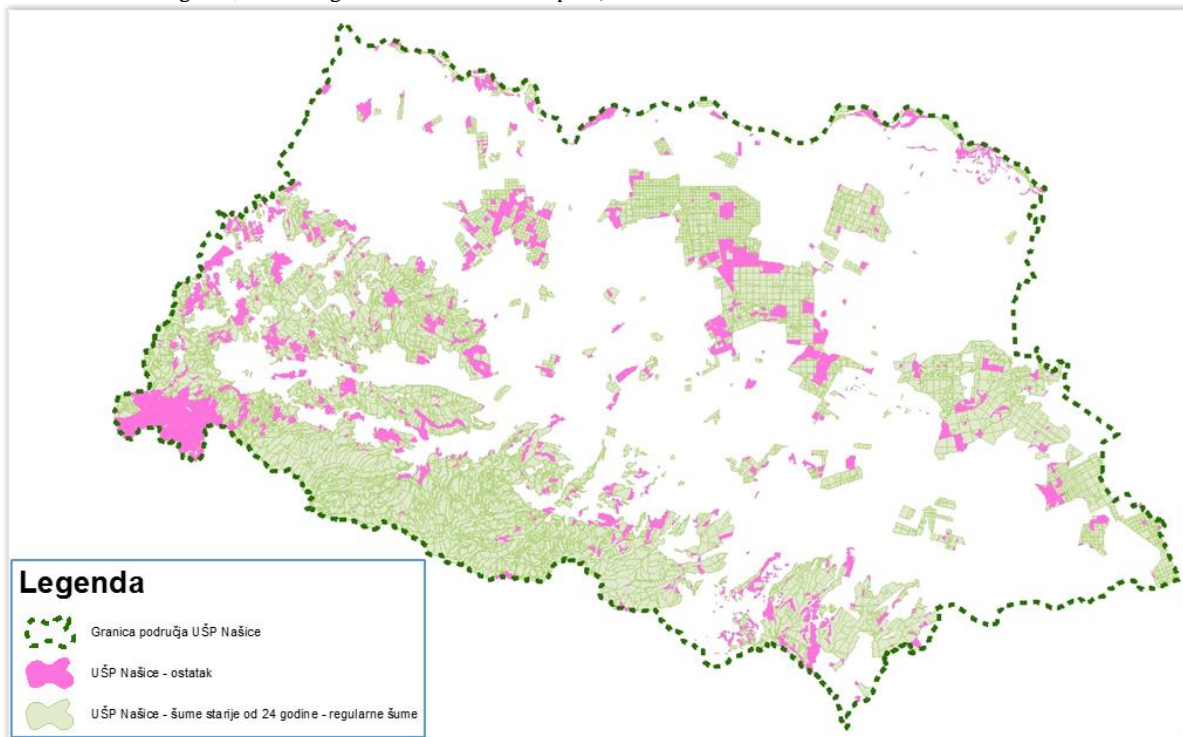 Legenda
Granica područja UŠP Našice
UŠP Našice - ostatak
UŠP Našice - šume starije od 24 godine - regularne šume